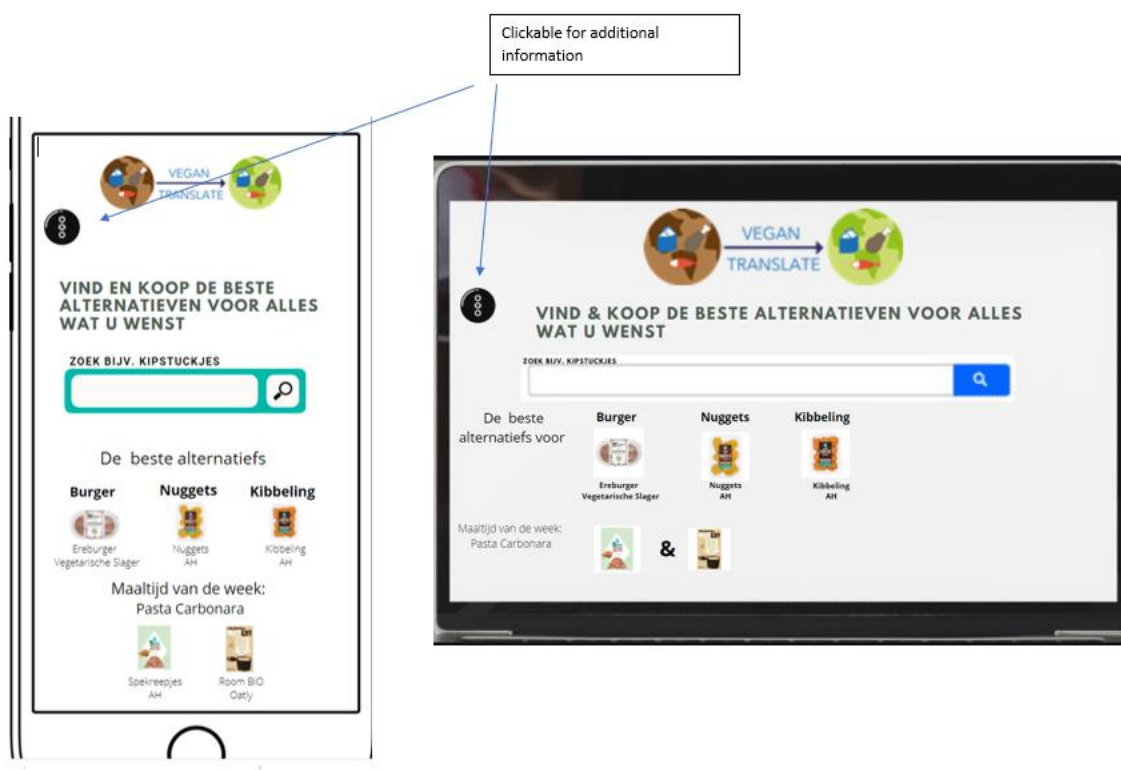 Clickable for additional
information
VEGAN
TRANSLATE
VIND EN KOOP DE BESTE
ALTERNATIEVEN VOOR ALLES
WAT U WENST
ZOEK BIJV. KIPSTUCKJES
De beste alternatiefs
Burger Nuggets Kibbeling
Ereburger Nuggets Kibbeling
Vegetarische Slager AH AH
Maaltijd van de week:
Pasta Carbonara
Spekreepjes Room BIO
AH Oatly
VEGAN
TRANSLATE
VIND & KOOP DE BESTE ALTERNATIEVEN VOOR ALLES
WAT U WENST
ZOEK BIJV. KIPSTUCKJES
De beste
alternatiefs voor
Burger Nuggets Kibbeling
Ereburger Nuggets Kibbeling
Vegetarische Slager AH AH
Maaltijd van de week:
Pasta Carbonara
&